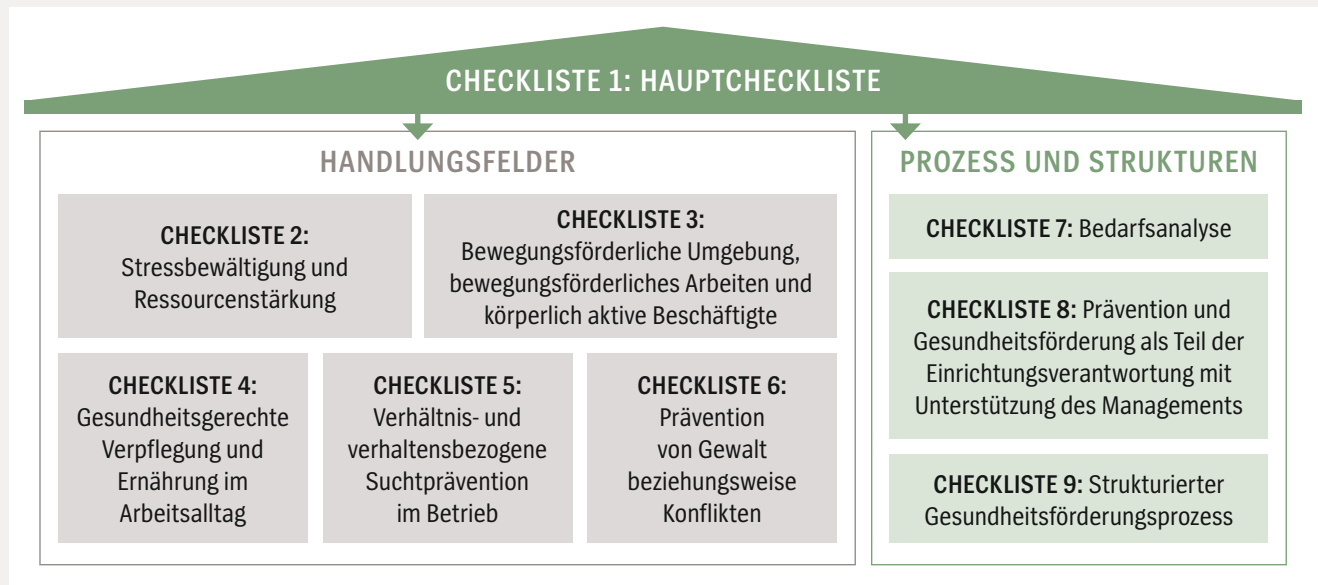 CHECKLISTE 1: HAUPTCHECKLISTE
HANDLUNGSFELDER
CHECKLISTE 2:
Stressbewältigung und
Ressourcenstärkung
CHECKLISTE 3:
Bewegungsförderliche Umgebung,
bewegungsförderliches Arbeiten und
körperlich aktive Beschäftigte
CHECKLISTE 4:
Gesundheitsgerechte
Verpflegung und
Ernährung im
Arbeitsalltag
CHECKLISTE 5:
Verhältnis- und
verhaltensbezogene
Suchtprävention
im Betrieb
CHECKLISTE 6:
Prävention
von Gewalt
beziehungsweise
Konflikten
PROZESS UND STRUKTUREN
CHECKLISTE 7: Bedarfsanalyse
CHECKLISTE 8: Prävention und
Gesundheitsförderung als Teil der
Einrichtungsverantwortung mit
Unterstützung des Managements
CHECKLISTE 9: Strukturierter
Gesundheitsförderungsprozess